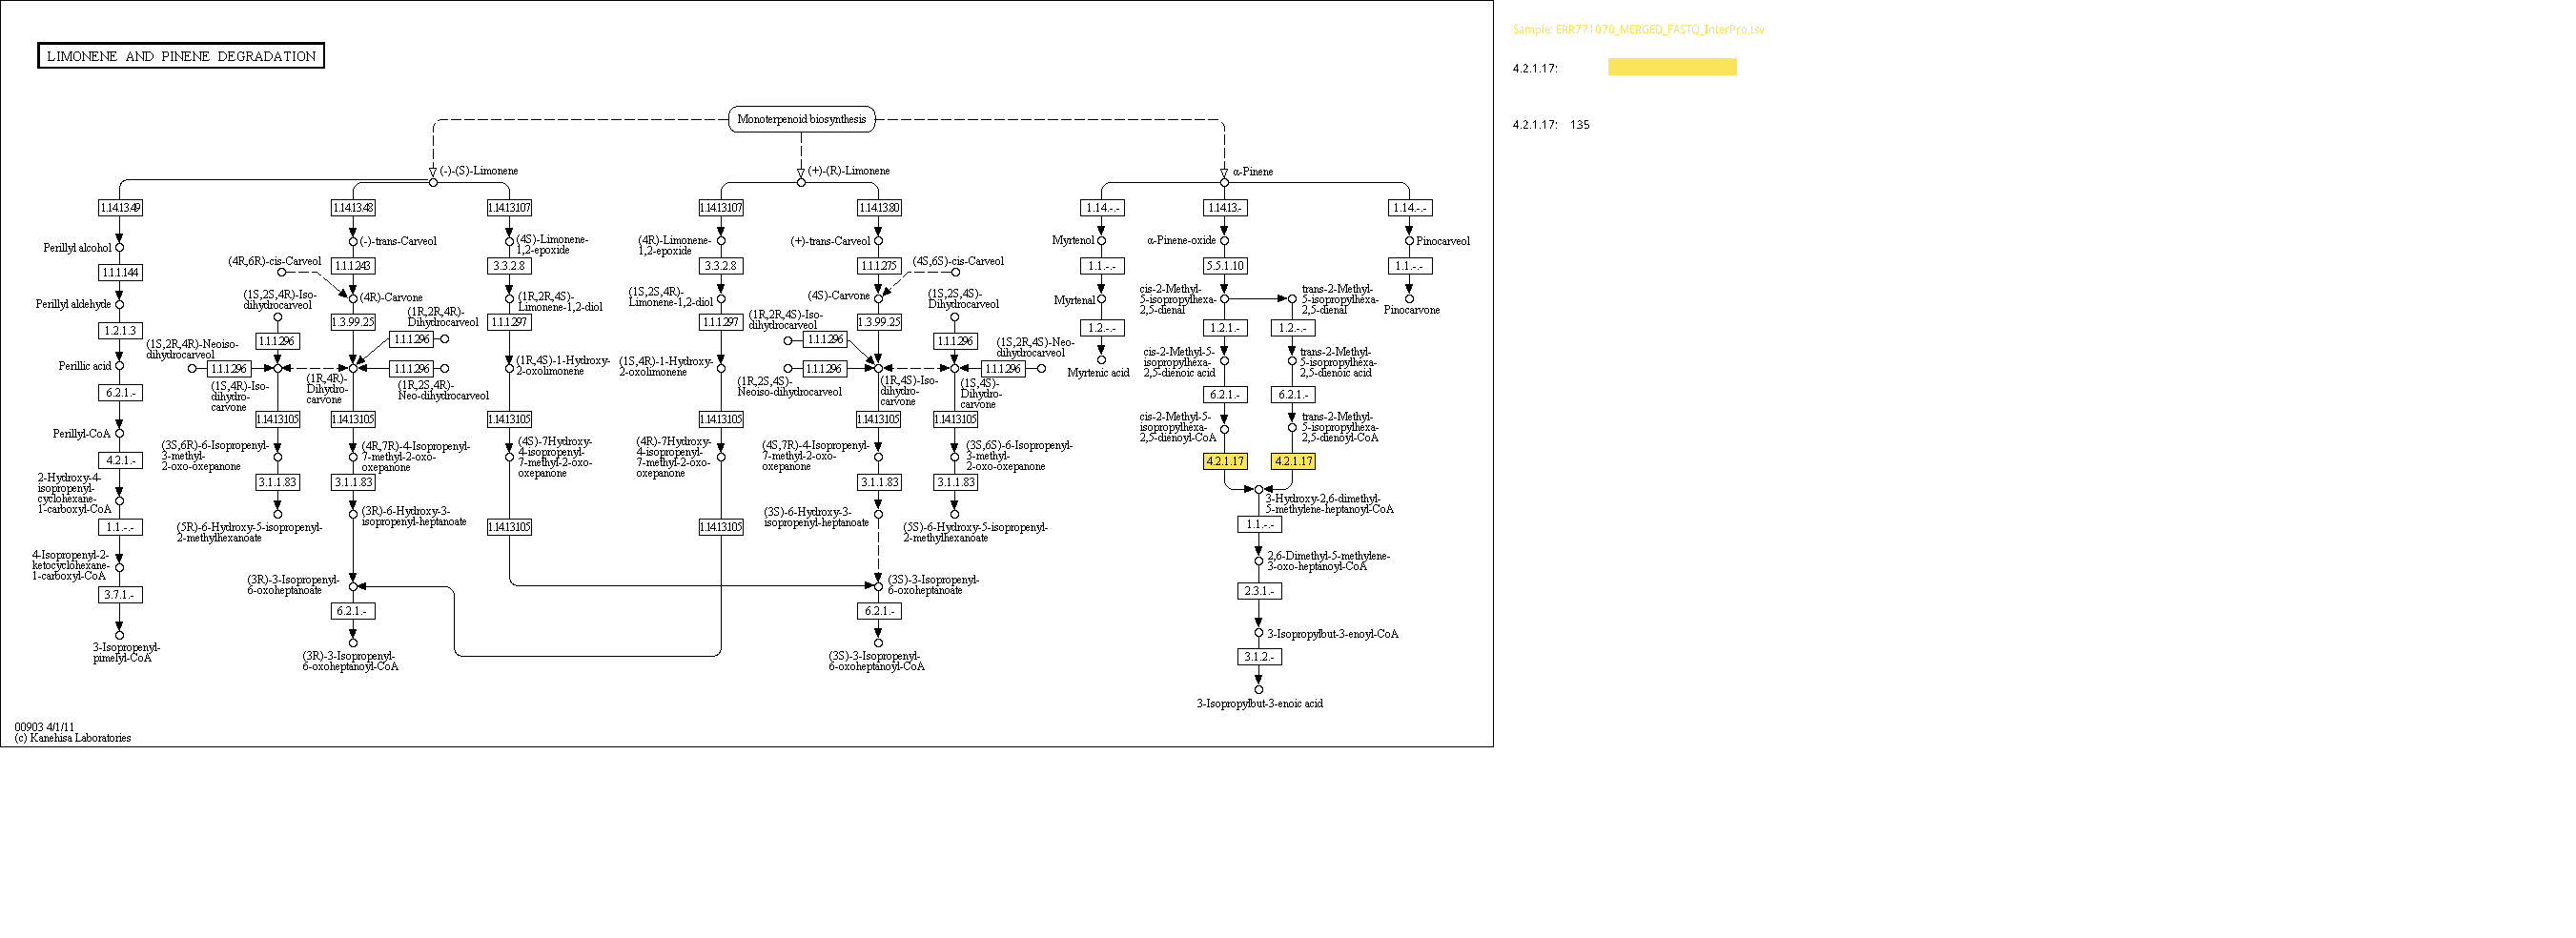 LIMONENE AND PINENE DEGRADATION
Sample: ERR771070_MERGED_FASTQ_InterPro.tsv
4.2.1.17:
4.2.1.17: 135
Monoterpenoid biosynthesis
(-)-(S)-Limonene
(+)-(R)-Limonene
α-Pinene
1.14.13.49
1.14.13.48
1.14.13.107
1.14.13.107
1.14.13.80
1.14.-.-
1.14.13.-
1.14.-.-
Perillyl alcohol
(-)-trans-Carveol
(4S)-Limonene-
1,2-epoxide
(4R)-Limonene-
1,2-epoxide
(+)-trans-Carveol
Myrtenol
α-Pinene-oxide
Pinocarveol
1.1.1.144
(4R,6R)-cis-Carveol
1.1.1.243
3.3.2.8
3.3.2.8
1.1.1.275
(4S,6S)-cis-Carveol
1.1.-.-
5.5.1.10
1.1.-.-
Perillyl aldehyde
(1S,2S,4R)-Iso-
dihydrocarveol
(4R)-Carvone
(1R,2R,4S)-
Limonene-1,2-diol
(1S,2S,4R)-
Limonene-1,2-diol
(4S)-Carvone
(1S,2S,4S)-
Dihydrocarveol
Myrtenal
cis-2-Methyl-
5-isopropylhexa-
2,5-dienal
trans-2-Methyl-
5-isopropylhexa-
2,5-dienal
Pinocarvone
1.2.1.3
1.1.1.296
1.3.99.25
(1R,2R,4R)-
Dihydrocarveol
1.1.1.296
1.1.1.297
1.1.1.297
(1R,2R,4S)-Iso-
dihydrocarveol
1.1.1.296
1.3.99.25
1.1.1.296
1.2.-.-
1.2.1.-
1.2.-.-
Perillic acid
(1S,2R,4R)-Neoiso-
dihydrocarveol
1.1.1.296
(1S,4R)-Iso-
dihydro-
carvone
(1R,4R)-
Dihydro-
carvone
1.1.1.296
(1R,2S,4R)-
Neo-dihydrocarveol
(1R,4S)-1-Hydroxy-
2-oxolimonene
(1S,4R)-1-Hydroxy-
2-oxolimonene
1.1.1.296
(1R,2S,4S)-
Neoiso-dihydrocarveol
(1R,4S)-Iso-
dihydro-
carvone
(1S,4S)-
Dihydro-
carvone
(1S,2R,4S)-Neo-
dihydrocarveol
1.1.1.296
Myrtenic acid
cis-2-Methyl-5-
isopropylhexa-
2,5-dienoic acid
trans-2-Methyl-
5-isopropylhexa-
2,5-dienoic acid
6.2.1.-
6.2.1.-
6.2.1.-
Perillyl-CoA
1.14.13.105
1.14.13.105
1.14.13.105
1.14.13.105
1.14.13.105
1.14.13.105
cis-2-Methyl-5-
isopropylhexa-
2,5-dienoyl-CoA
trans-2-Methyl-
5-isopropylhexa-
2,5-dienoyl-CoA
4.2.1.-
(3S,6R)-6-Isopropenyl-
3-methyl-
2-oxo-oxepanone
(4R,7R)-4-Isopropenyl-
7-methyl-2-oxo-
oxepanone
(4S)-7Hydroxy-
4-isopropenyl-
7-methyl-2-oxo-
oxepanone
(4R)-7Hydroxy-
4-isopropenyl-
7-methyl-2-oxo-
oxepanone
(4S,7R)-4-Isopropenyl-
7-methyl-2-oxo-
oxepanone
(3S,6S)-6-Isopropenyl-
3-methyl-
2-oxo-oxepanone
4.2.1.17
4.2.1.17
2-Hydroxy-4-
isopropenyl-
cyclohexane-
1-carboxyl-CoA
3.1.1.83
3.1.1.83
3.1.1.83
3.1.1.83
3-Hydroxy-2,6-dimethyl-
5-methylene-heptanoyl-CoA
1.1.-.-
(5R)-6-Hydroxy-5-isopropenyl-
2-methylhexanoate
(3R)-6-Hydroxy-3-
isopropenyl-heptanoate
1.14.13.105
1.14.13.105
(3S)-6-Hydroxy-3-
isopropenyl-heptanoate
(5S)-6-Hydroxy-5-isopropenyl-
2-methylhexanoate
1.1.-.-
4-Isopropenyl-2-
ketocyclohexane-
1-carboxyl-CoA
2,6-Dimethyl-5-methylene-
3-oxo-heptanoyl-CoA
3.7.1.-
(3R)-3-Isopropenyl-
6-oxoheptanoate
(3S)-3-Isopropenyl-
6-oxoheptanoate
2.3.1.-
6.2.1.-
6.2.1.-
3-Isopropylbut-3-enoyl-CoA
3-Isopropenyl-
pimelyl-CoA
(3R)-3-Isopropenyl-
6-oxoheptanoyl-CoA
(3S)-3-Isopropenyl-
6-oxoheptanoyl-CoA
3.1.2.-
3-Isopropylbut-3-enoic acid
00903 4/1/11
(c) Kanehisa Laboratories